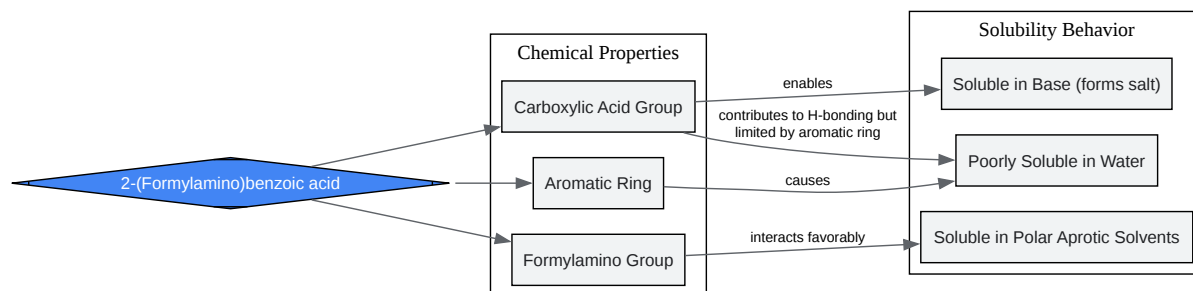 2-(Formylamino)benzoic acid
Chemical Properties
Carboxylic Acid Group
Aromatic Ring
Formylamino Group
enables
contributes to H-bonding but
limited by aromatic ring
causes
interacts favorably
Solubility Behavior
Soluble in Base (forms salt)
Poorly Soluble in Water
Soluble in Polar Aprotic Solvents